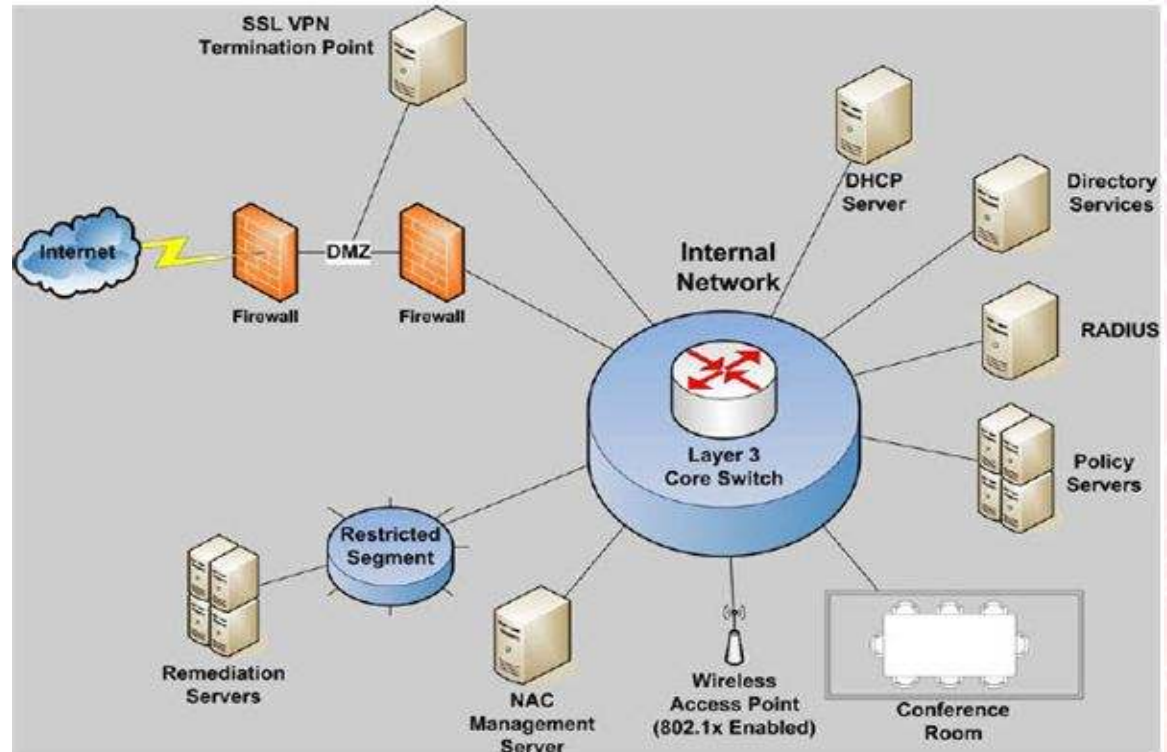 SSL VPN
Termination Point
DHCP
Server
Directory
Services
Internet
DMZ
Firewall
Firewall
Internal
Network
RADIUS
Layer 3
Core Switch
Policy
Servers
Restricted
Segment
Remediation
Servers
NAC
Management
Server
Wireless
Access Point
(802.1x Enabled)
Conference
Room